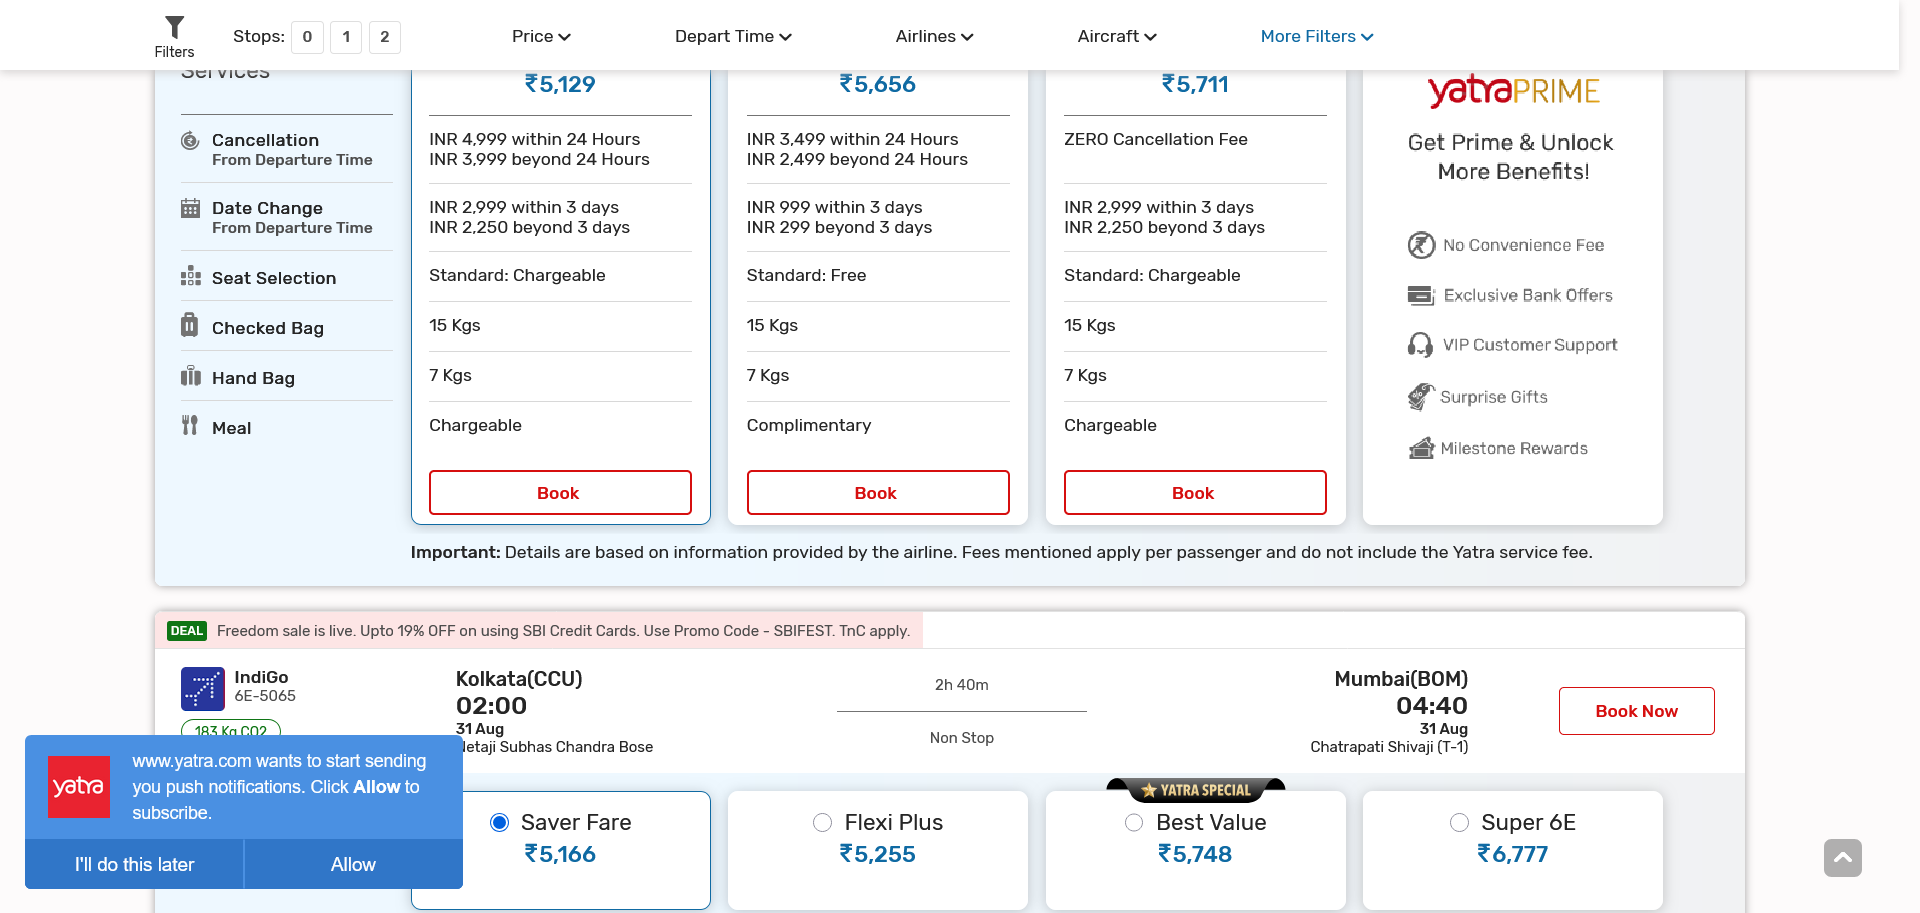 Filters
Stops: 0 1 2
Price
Depart Time
Airlines
Aircraft
More Filters
Services
₹5,129
₹5,656
₹5,711
yatraPRIME
Get Prime & Unlock
More Benefits!
Cancellation
From Departure Time
INR 4,999 within 24 Hours
INR 3,999 beyond 24 Hours
INR 3,499 within 24 Hours
INR 2,499 beyond 24 Hours
ZERO Cancellation Fee
Date Change
From Departure Time
INR 2,999 within 3 days
INR 2,250 beyond 3 days
INR 999 within 3 days
INR 299 beyond 3 days
INR 2,999 within 3 days
INR 2,250 beyond 3 days
No Convenience Fee
Seat Selection
Standard: Chargeable
Standard: Free
Standard: Chargeable
Exclusive Bank Offers
Checked Bag
15 Kgs
15 Kgs
15 Kgs
VIP Customer Support
Hand Bag
7 Kgs
7 Kgs
7 Kgs
Surprise Gifts
Meal
Chargeable
Complimentary
Chargeable
Milestone Rewards
Book
Book
Book
Important: Details are based on information provided by the airline. Fees mentioned apply per passenger and do not include the Yatra service fee.
DEAL Freedom sale is live. Upto 19% OFF on using SBI Credit Cards. Use Promo Code - SBIFEST. TnC apply.
IndiGo
6E-5065
183 Kg CO2
Kolkata(CCU)
02:00
31 Aug
Netaji Subhas Chandra Bose
2h 40m
Non Stop
Mumbai(BOM)
04:40
31 Aug
Chatrapati Shivaji (T-1)
Book Now
yatra
www.yatra.com wants to start sending
you push notifications. Click Allow to
subscribe.
I'll do this later
Allow
Saver Fare
₹5,166
Flexi Plus
₹5,255
YATRA SPECIAL
Best Value
₹5,748
Super 6E
₹6,777